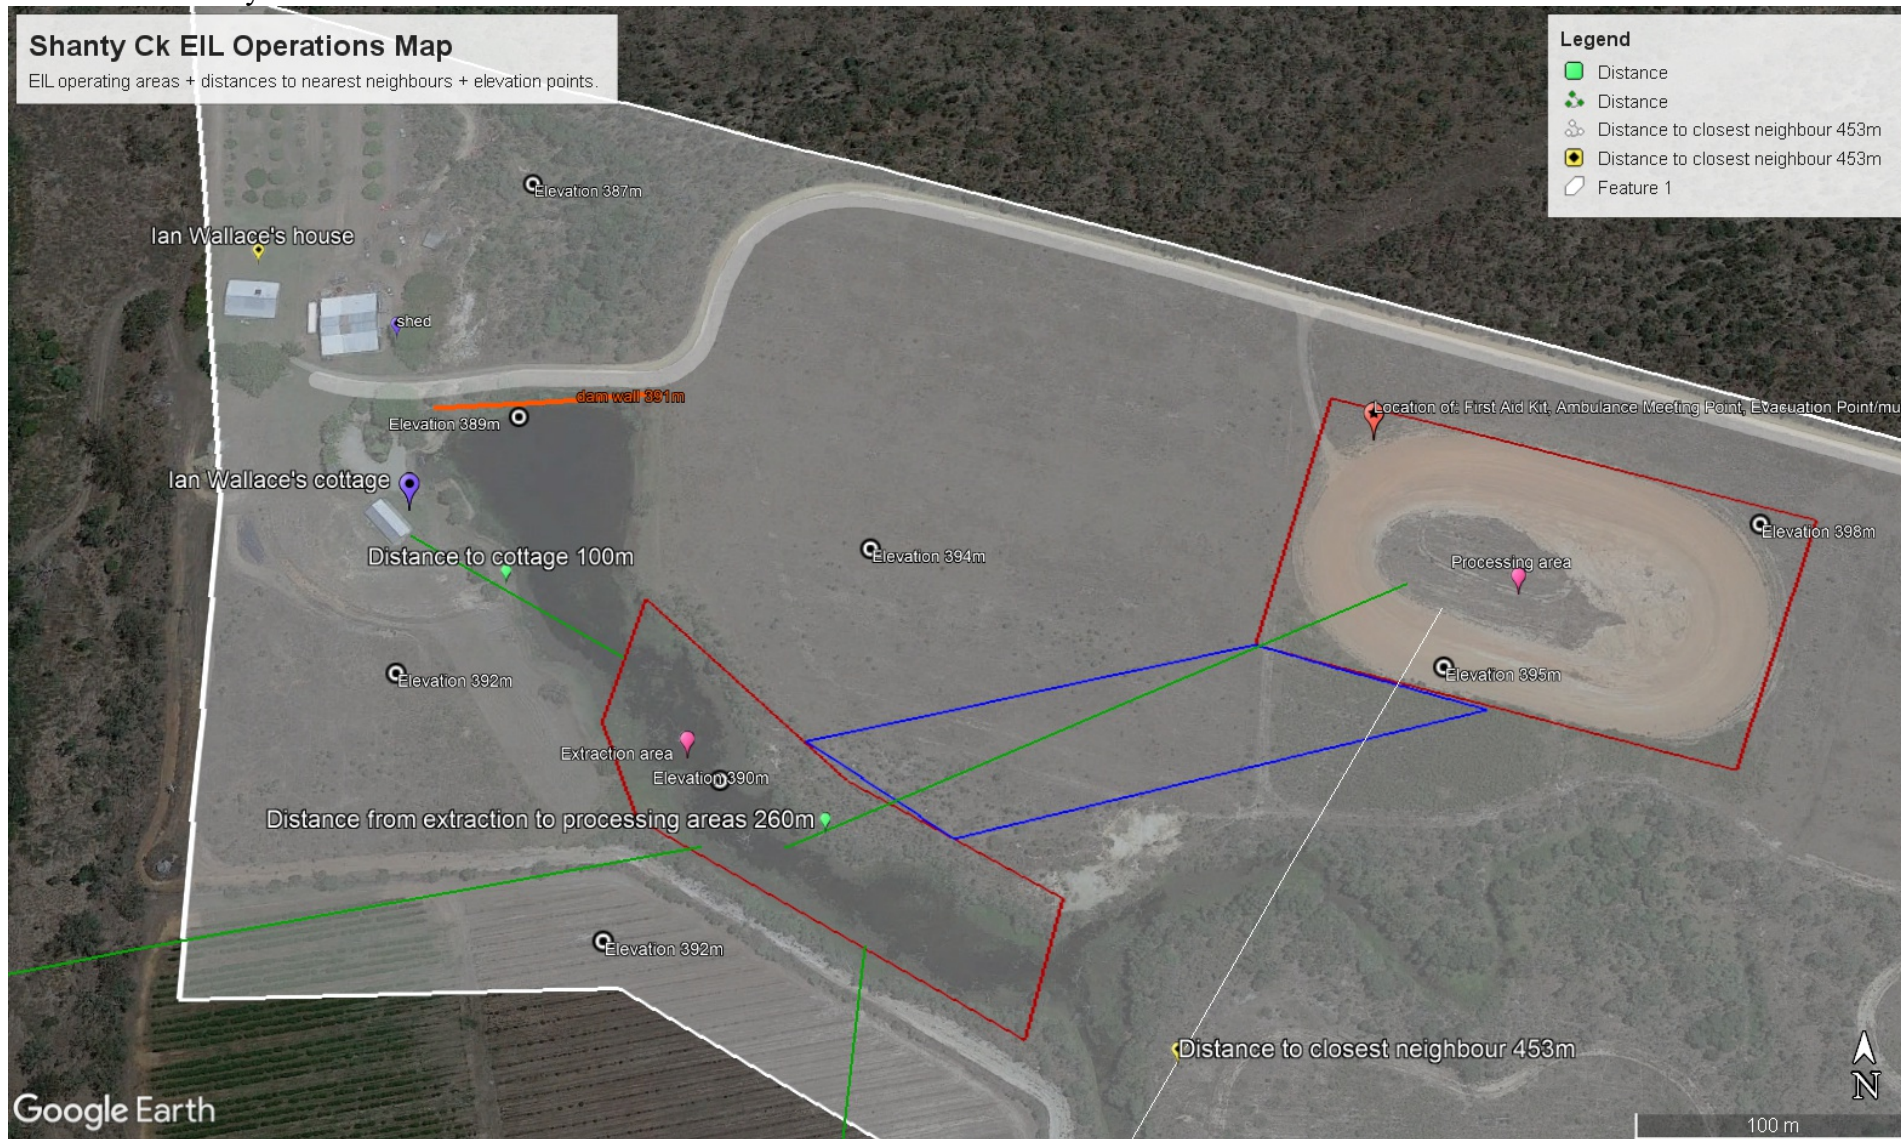 Shanty Ck EIL Operations Map
EIL operating areas + distances to nearest neighbours + elevation points.
Legend
Distance
Distance
Distance to closest neighbour 453m
Distance to closest neighbour 453m
Feature 1
Elevation 387m
Ian Wallace's house
shed
dam wall 391m
Elevation 389m
Location of: First Aid Kit, Ambulance Meeting Point, Evacuation Point/mu
Ian Wallace's cottage
Elevation 398m
Distance to cottage 100m
Elevation 394m
Processing area
Elevation 392m
Elevation 395m
Extraction area
Elevation 390m
Distance from extraction to processing areas 260m
Elevation 392m
Distance to closest neighbour 453m
N
Google Earth
100 m